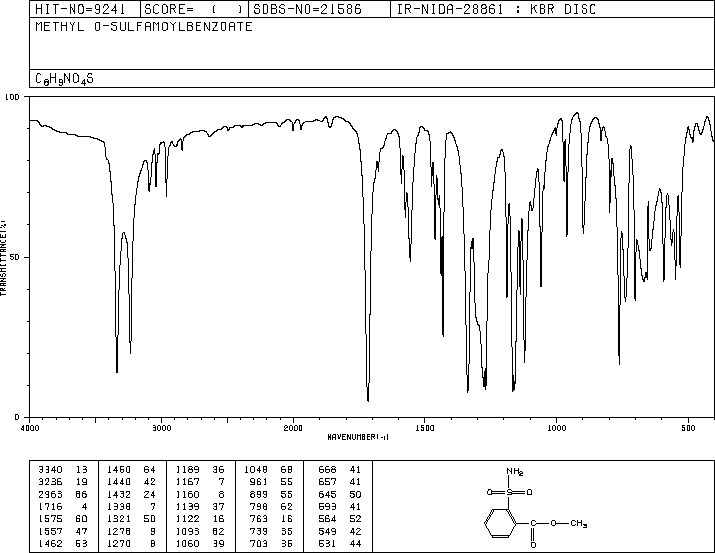 HIT-NO=9241 SCORE= ( ) SDBS-NO=21586 IR-NIDA-28861 : KBR DISC
METHYL O-SULFAMOYLBENZOATE
C8H9NO4S
100
50
0
TRANSMITTANCE(%)
4000 3000 2000 1500 1000 500
WAVENUMBER(-1)
3340 13 1460 64 1189 36 1048 68 668 41
3236 19 1440 42 1167 7 961 55 657 41
2963 86 1432 24 1160 8 899 55 645 50
1716 4 1338 7 1139 37 798 62 593 41
1575 60 1321 50 1122 16 763 16 564 52
1557 47 1278 9 1093 82 739 35 549 42
1462 63 1270 8 1060 39 703 36 531 44
NH2
O=S=O
C—O—CH3
O